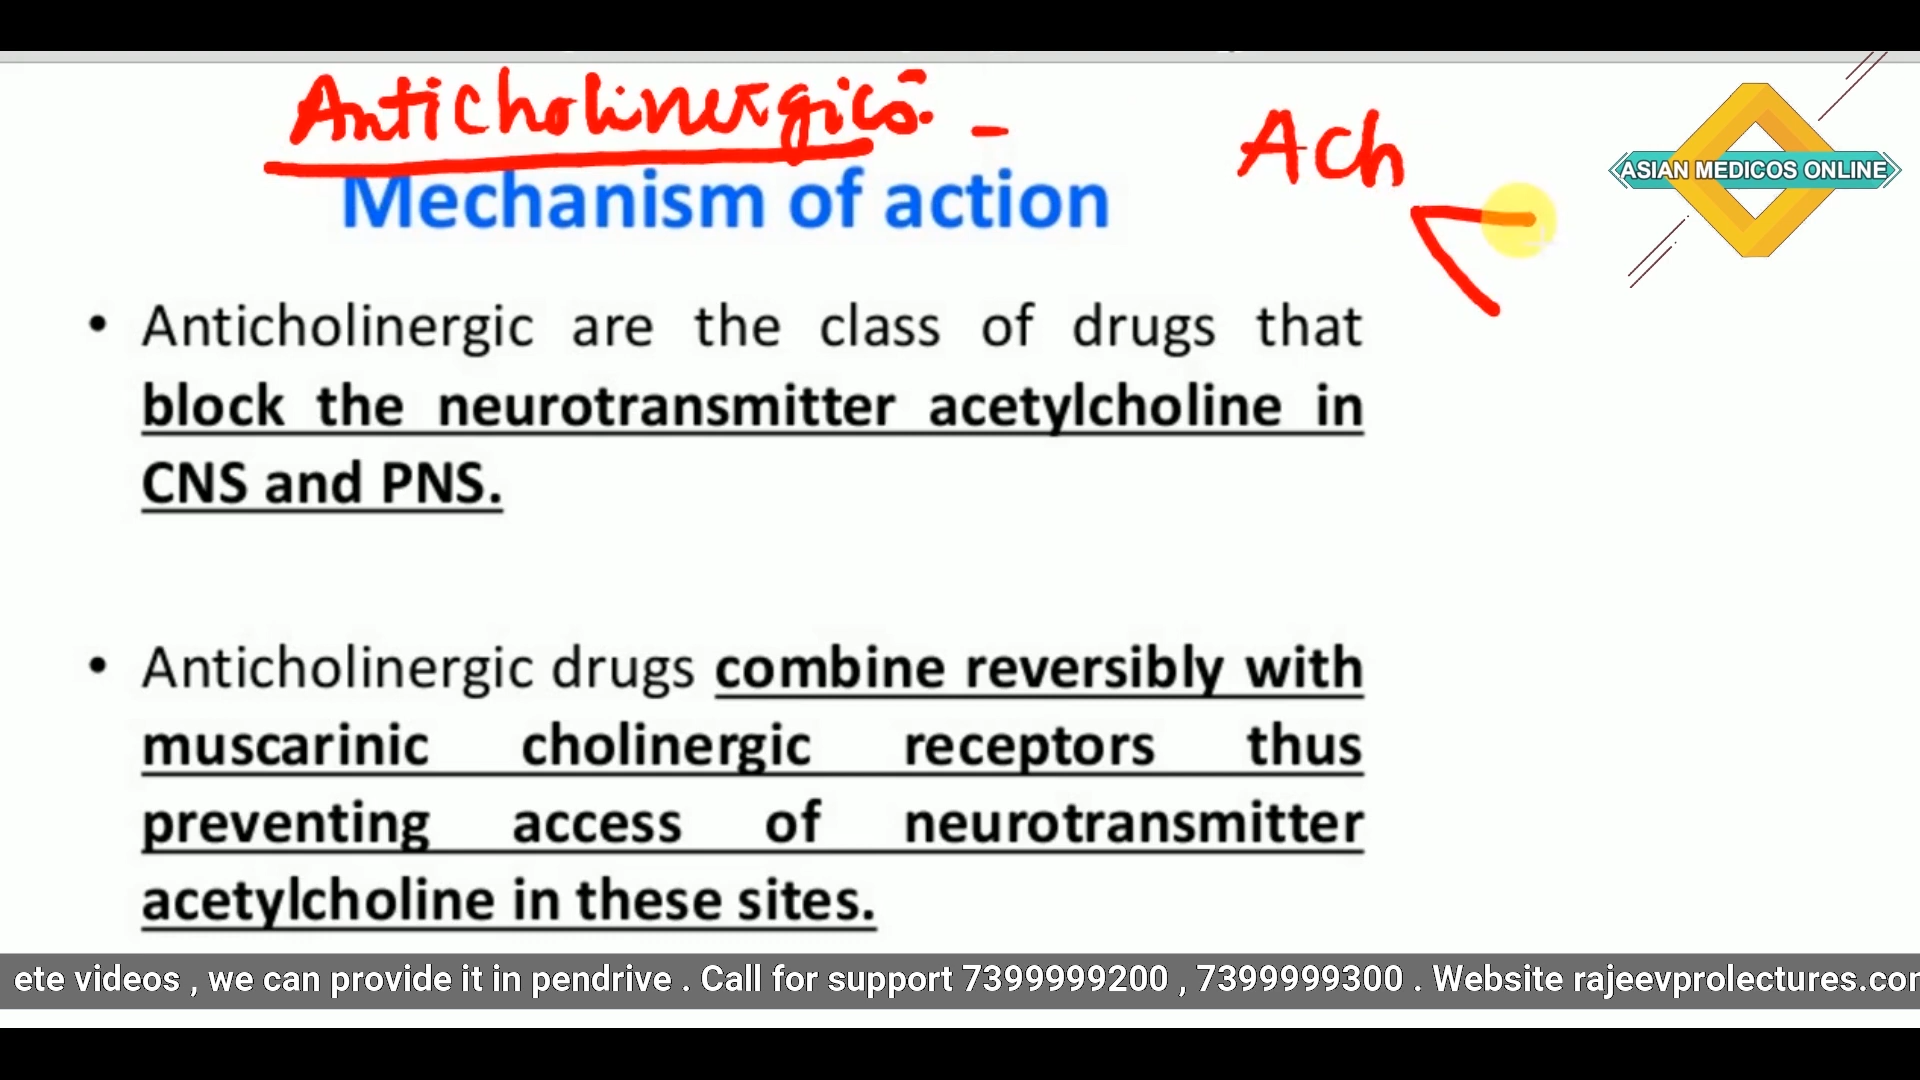 Anticholinergics. -
Ach
ASIAN MEDICOS ONLINE
Mechanism of action
• Anticholinergic are the class of drugs that
block the neurotransmitter acetylcholine in
CNS and PNS.
• Anticholinergic drugs combine reversibly with
muscarinic cholinergic receptors thus
preventing access of neurotransmitter
acetylcholine in these sites.
ete videos , we can provide it in pendrive . Call for support 7399999200 , 7399999300 . Website rajeevprolectures.cor